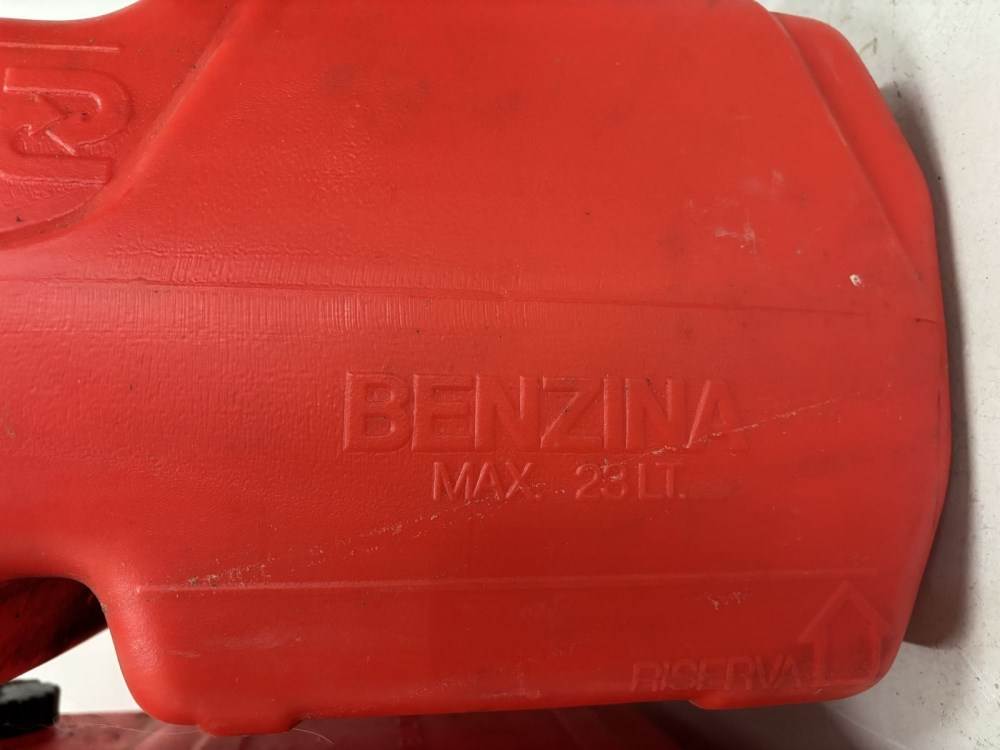 BENZINA
MAX. 23 LT.
RISERVA